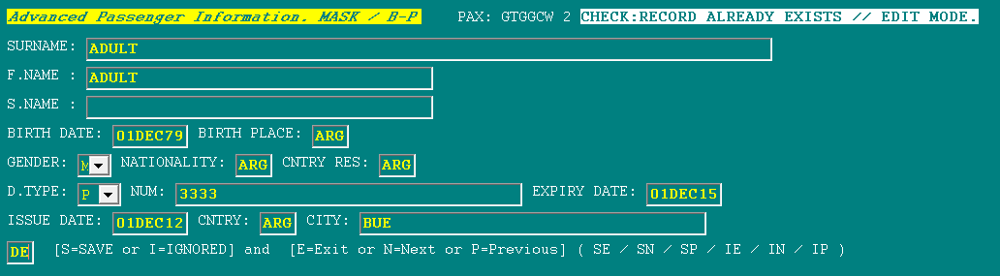 Advanced Passenger Information. MASK / B-P PAX: GTGGCW 2 CHECK:RECORD ALREADY EXISTS // EDIT MODE.
SURNAME: ADULT
F.NAME : ADULT
S.NAME :
BIRTH DATE: 01DEC79 BIRTH PLACE: ARG
GENDER: M NATIONALITY: ARG CNTRY RES: ARG
D.TYPE: P NUM: 3333 EXPIRY DATE: 01DEC15
ISSUE DATE: 01DEC12 CNTRY: ARG CITY: BUE
DE [S=SAVE or I=IGNORED] and [E=Exit or N=Next or P=Previous] ( SE / SN / SP / IE / IN / IP )